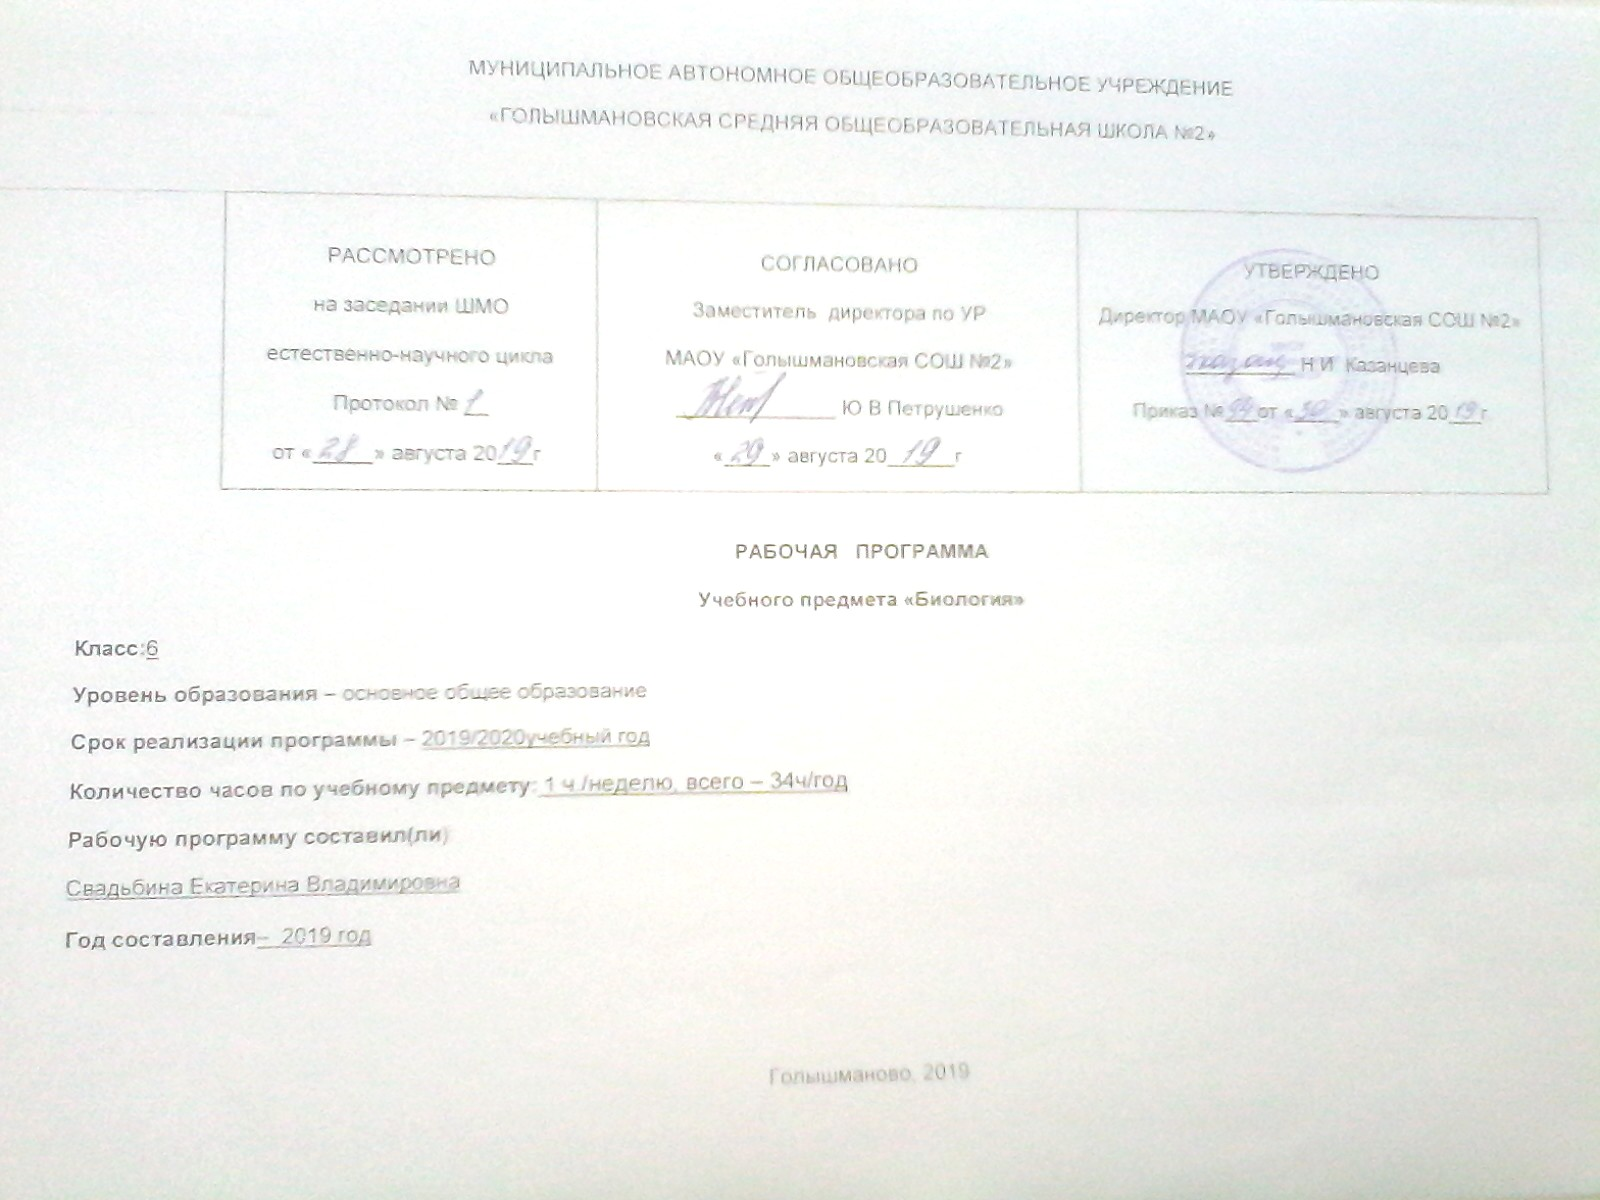 МУНИЦИПАЛЬНОЕ АВТОНОМНОЕ ОБЩЕОБРАЗОВАТЕЛЬНОЕ УЧРЕЖДЕНИЕ
«ГОЛЫШМАНОВСКАЯ СРЕДНЯЯ ОБЩЕОБРАЗОВАТЕЛЬНАЯ ШКОЛА №2»
РАССМОТРЕНО
на заседании ШМО
естественно-научного цикла
Протокол № 1
от «28» августа 2019г
СОГЛАСОВАНО
Заместитель директора по УР
МАОУ «Голышмановская СОШ №2»
Ю В Петрушенко
«29» августа 2019г
УТВЕРЖДЕНО
Директор МАОУ «Голышмановская СОШ №2»
Н И Казанцева
Приказ № от «30» августа 2019г
РАБОЧАЯ ПРОГРАММА
Учебного предмета «Биология»
Класс:6
Уровень образования – основное общее образование
Срок реализации программы – 2019/2020учебный год
Количество часов по учебному предмету: 1 ч /неделю, всего – 34ч/год
Рабочую программу составил(ли)
Свадьбина Екатерина Владимировна
Год составления– 2019 год
Голышманово, 2019